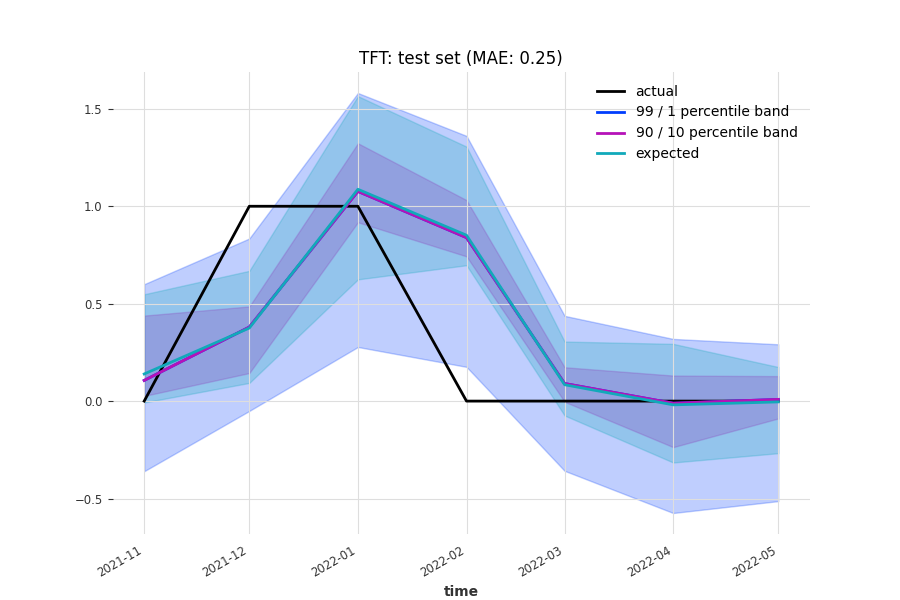 TFT: test set (MAE: 0.25)
actual
99 / 1 percentile band
90 / 10 percentile band
expected
1.5
1.0
0.5
0.0
−0.5
2021-11
2021-12
2022-01
2022-02
2022-03
2022-04
2022-05
time